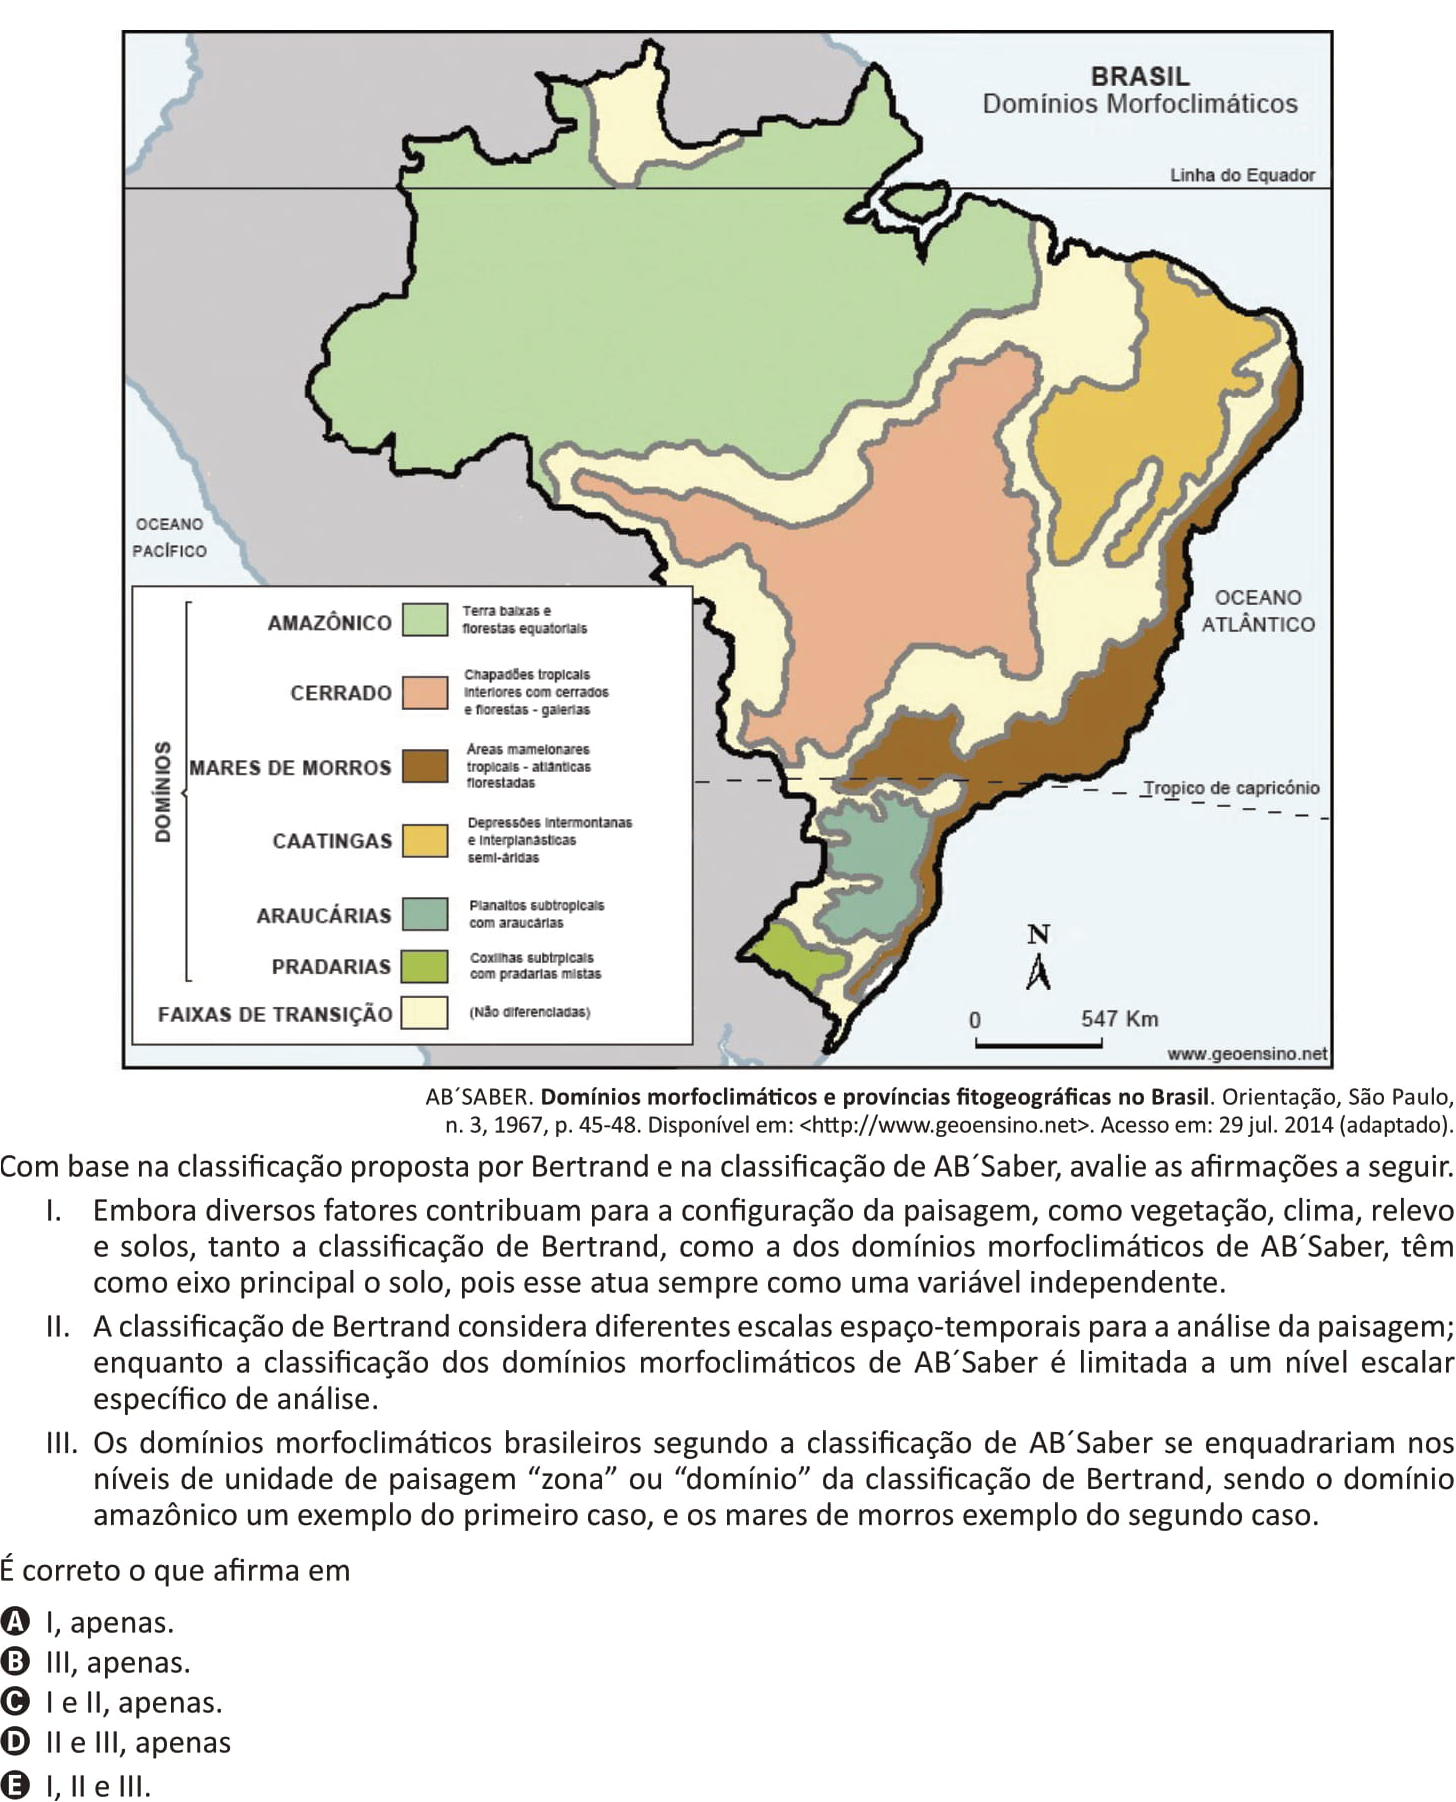 BRASIL
Domínios Morfoclimáticos
Linha do Equador
OCEANO
PACÍFICO
OCEANO
ATLÂNTICO
Tropico de capricónio
DOMÍNIOS
AMAZÔNICO
Terra baixas e
florestas equatoriais
CERRADO
Chapadões tropicais
interiores com cerrados
e florestas - galerias
MARES DE MORROS
Áreas mamelonares
tropicais - atlânticas
florestadas
CAATINGAS
Depressões intermontanas
e interplanásticas
semi-áridas
ARAUCÁRIAS
Planaltos subtropicais
com araucárias
PRADARIAS
Coxilhas subtrpicais
com pradarias mistas
FAIXAS DE TRANSIÇÃO
(Não diferenciadas)
N
0 547 Km
www.geoensino.net
AB´SABER. Domínios morfoclimáticos e províncias fitogeográficas no Brasil. Orientação, São Paulo,
n. 3, 1967, p. 45-48. Disponível em: <http://www.geoensino.net>. Acesso em: 29 jul. 2014 (adaptado).
Com base na classificação proposta por Bertrand e na classificação de AB´Saber, avalie as afirmações a seguir.
I. Embora diversos fatores contribuam para a configuração da paisagem, como vegetação, clima, relevo
e solos, tanto a classificação de Bertrand, como a dos domínios morfoclimáticos de AB´Saber, têm
como eixo principal o solo, pois esse atua sempre como uma variável independente.
II. A classificação de Bertrand considera diferentes escalas espaço-temporais para a análise da paisagem;
enquanto a classificação dos domínios morfoclimáticos de AB´Saber é limitada a um nível escalar
específico de análise.
III. Os domínios morfoclimáticos brasileiros segundo a classificação de AB´Saber se enquadrariam nos
níveis de unidade de paisagem “zona” ou “domínio” da classificação de Bertrand, sendo o domínio
amazônico um exemplo do primeiro caso, e os mares de morros exemplo do segundo caso.
É correto o que afirma em
A I, apenas.
B III, apenas.
C I e II, apenas.
D II e III, apenas
E I, II e III.